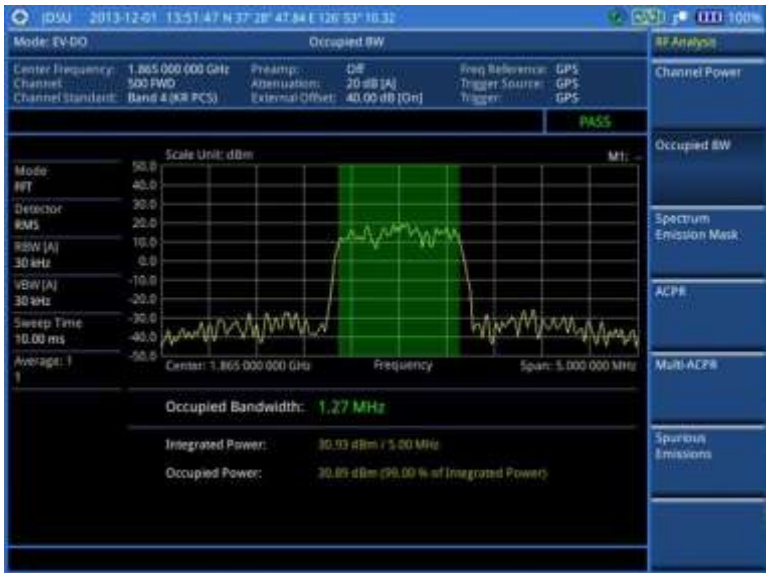 JDSU 2013-12-01 13:51:47 N 37° 28' 47.84 E 126° 53' 10.32 100%
Mode: EV-DO Occupied BW RF Analysis
Center Frequency: 1.865 000 000 GHz Preamp: Off Freq Reference: GPS
Channel: 500 FWD Attenuation: 20 dB [A] Trigger Source: GPS
Channel Standard: Band 4 (KR PCS) External Offset: 40.00 dB [On] Trigger: GPS
PASS
Scale Unit: dBm M1: --
50.0
40.0
30.0
20.0
10.0
0.0
-10.0
-20.0
-30.0
-40.0
-50.0
Mode
FFT
Detector
RMS
RBW [A]
30 kHz
VBW [A]
30 kHz
Sweep Time
10.00 ms
Average: 1
1
Center: 1.865 000 000 GHz Frequency Span: 5.000 000 MHz
Occupied Bandwidth: 1.27 MHz
Integrated Power: 30.93 dBm / 5.00 MHz
Occupied Power: 30.89 dBm (99.00 % of Integrated Power)
Channel Power
Occupied BW
Spectrum
Emission Mask
ACPR
Multi-ACPR
Spurious
Emissions